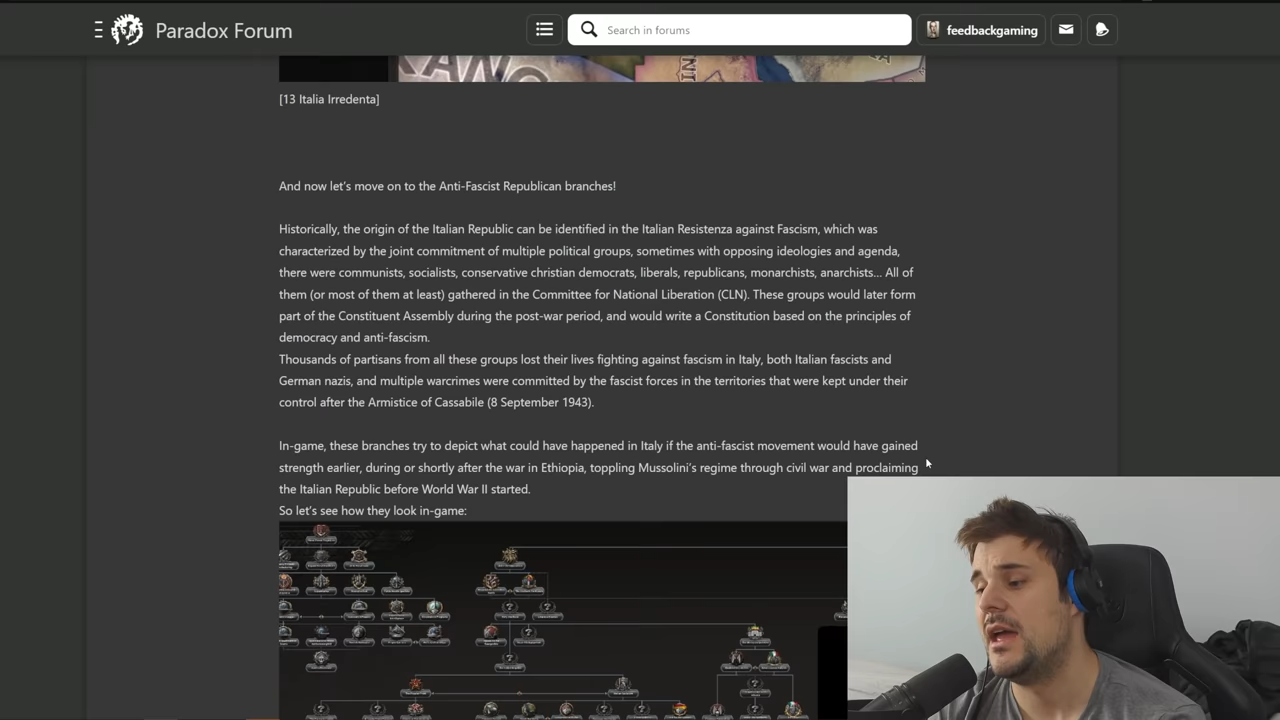 Paradox Forum
Search in forums
feedbackgaming
[13 Italia Irredenta]
And now let's move on to the Anti-Fascist Republican branches!
Historically, the origin of the Italian Republic can be identified in the Italian Resistenza against Fascism, which was
characterized by the joint commitment of multiple political groups, sometimes with opposing ideologies and agenda,
there were communists, socialists, conservative christian democrats, liberals, republicans, monarchists, anarchists... All of
them (or most of them at least) gathered in the Committee for National Liberation (CLN). These groups would later form
part of the Constituent Assembly during the post-war period, and would write a Constitution based on the principles of
democracy and anti-fascism.
Thousands of partisans from all these groups lost their lives fighting against fascism in Italy, both Italian fascists and
German nazis, and multiple warcrimes were committed by the fascist forces in the territories that were kept under their
control after the Armistice of Cassabile (8 September 1943).
In-game, these branches try to depict what could have happened in Italy if the anti-fascist movement would have gained
strength earlier, during or shortly after the war in Ethiopia, toppling Mussolini's regime through civil war and proclaiming
the Italian Republic before World War II started.
So let's see how they look in-game: